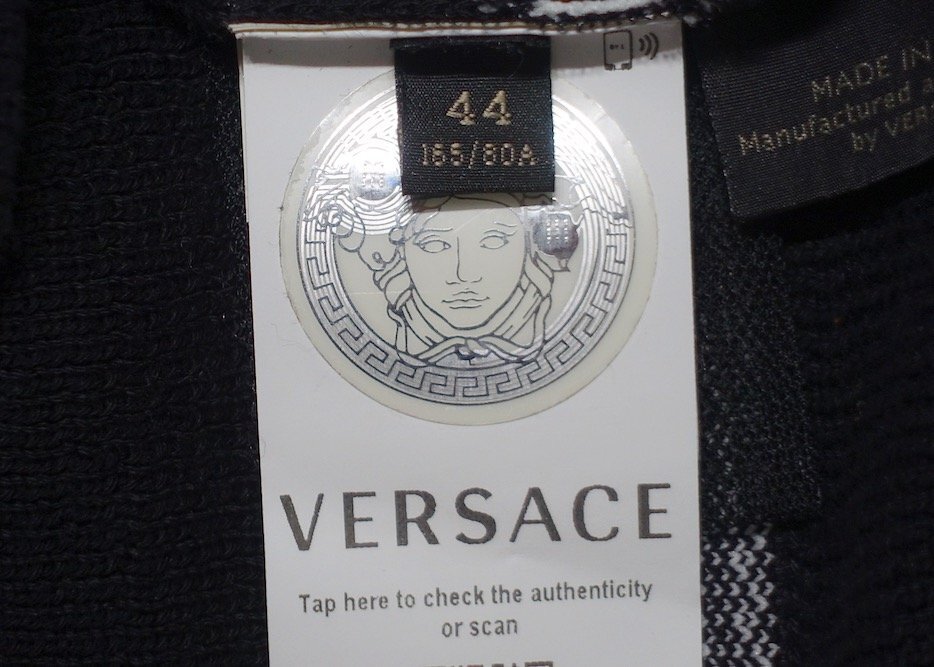 44
165/80A
MADE IN
Manufactured
by VER
VERSACE
Tap here to check the authenticity
or scan